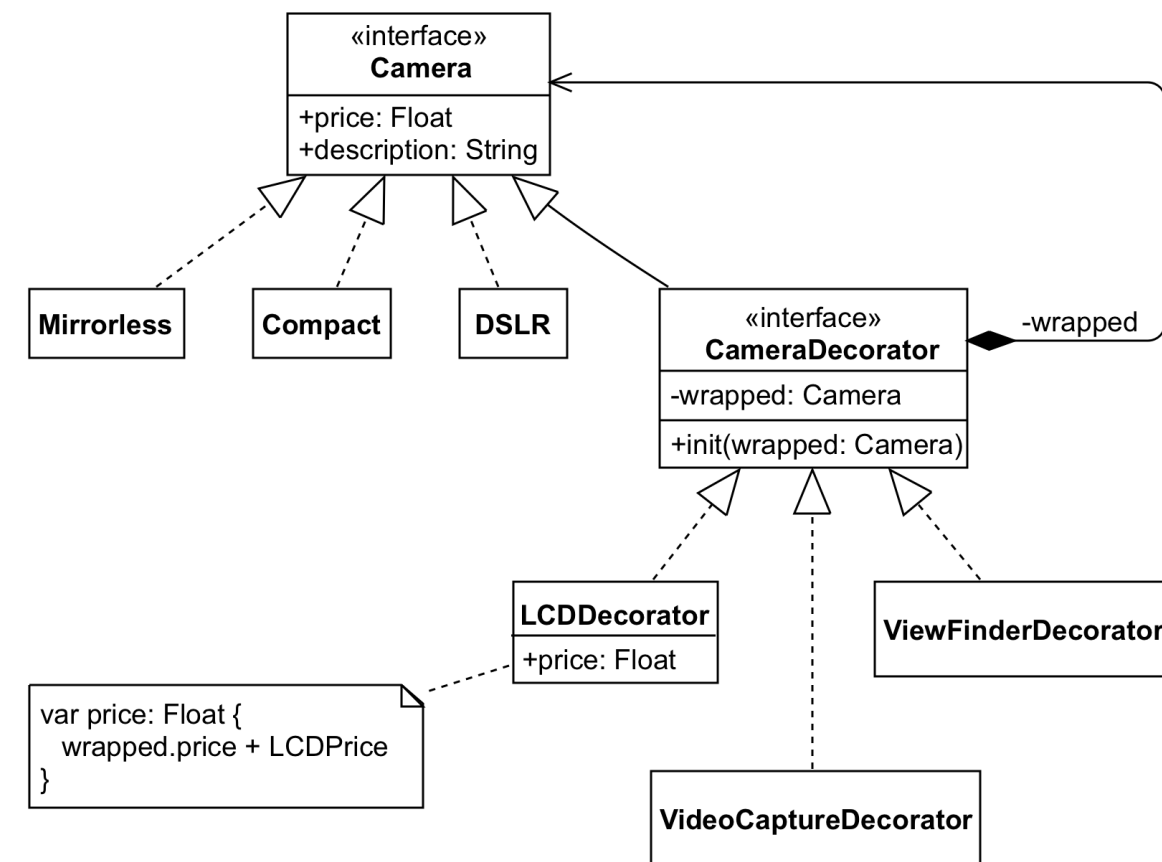 «interface»
Camera
+price: Float
+description: String
Mirrorless
Compact
DSLR
«interface»
CameraDecorator
-wrapped
-wrapped: Camera
+init(wrapped: Camera)
LCDDecorator
+price: Float
ViewFinderDecorator
var price: Float {
wrapped.price + LCDPrice
}
VideoCaptureDecorator